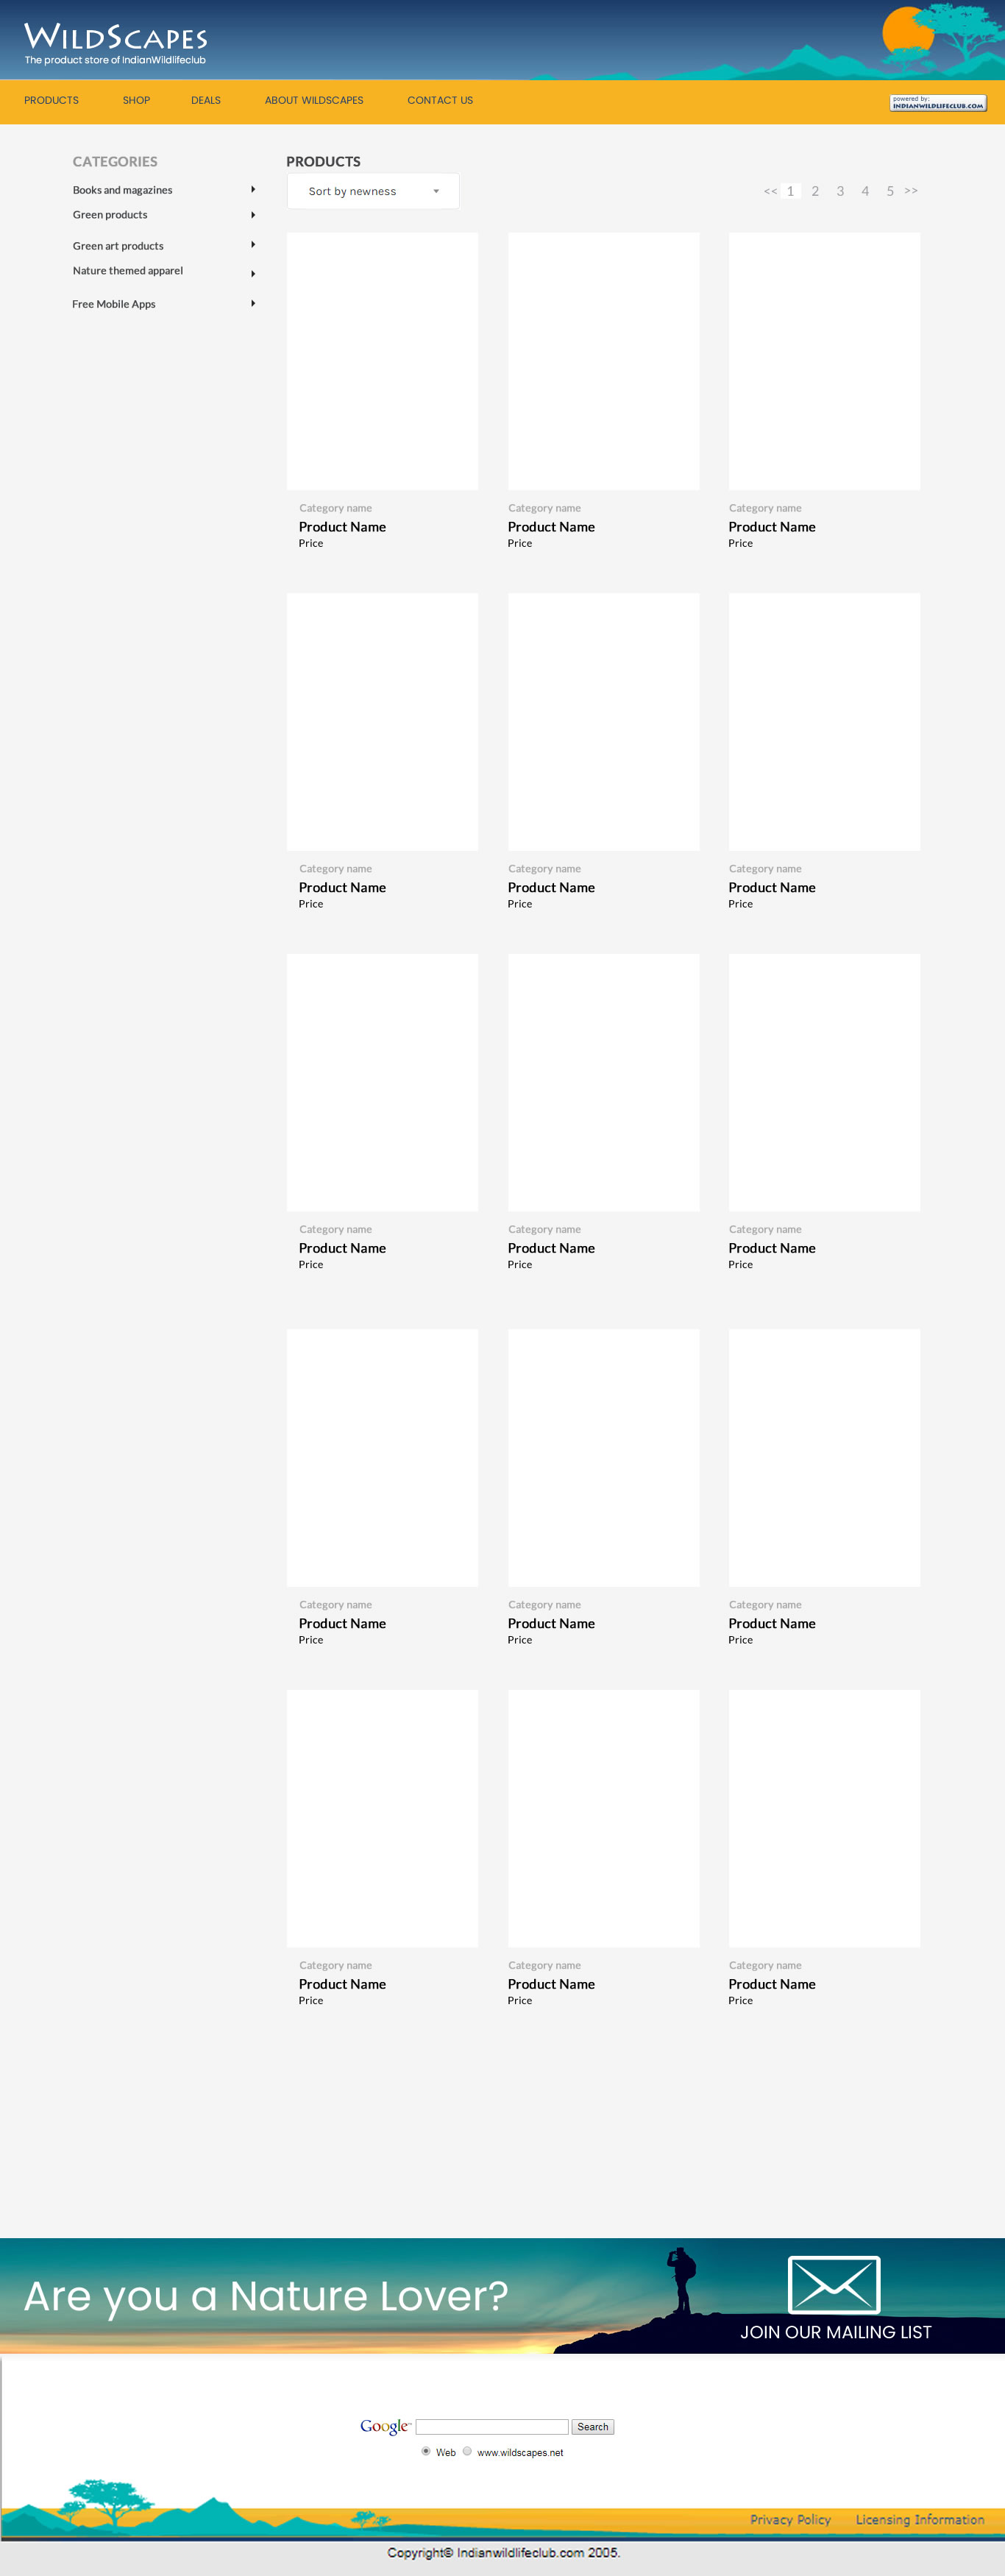 WILDSCAPES
The product store of IndianWildlifeclub
PRODUCTS SHOP DEALS ABOUT WILDSCAPES CONTACT US
powered by:
INDIANWILDLIFECLUB.COM
CATEGORIES
Books and magazines
Green products
Green art products
Nature themed apparel
Free Mobile Apps
PRODUCTS
Sort by newness
<< 1 2 3 4 5 >>
Category name Category name Category name
Product Name Product Name Product Name
Price Price Price
Category name Category name Category name
Product Name Product Name Product Name
Price Price Price
Category name Category name Category name
Product Name Product Name Product Name
Price Price Price
Category name Category name Category name
Product Name Product Name Product Name
Price Price Price
Category name Category name Category name
Product Name Product Name Product Name
Price Price Price
Are you a Nature Lover?
JOIN OUR MAILING LIST
Google™ Search
Web www.wildscapes.net
Privacy Policy Licensing Information
Copyright© Indianwildlifeclub.com 2005.